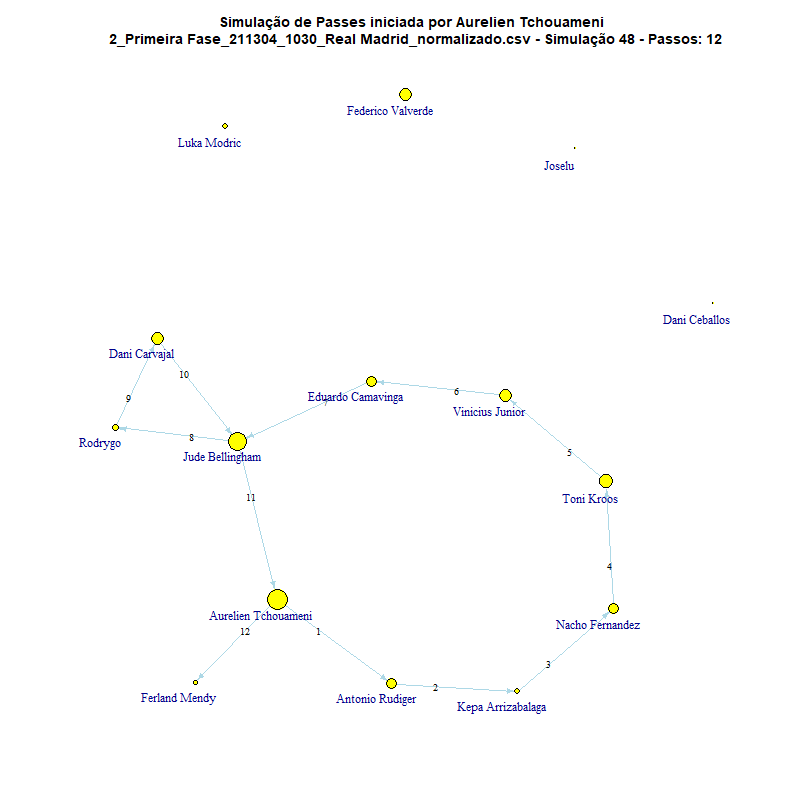 Simulação de Passes iniciada por Aurelien Tchouameni
2_Primeira Fase_211304_1030_Real Madrid_normalizado.csv - Simulação 48 - Passos: 12
Federico Valverde
Luka Modric
Joselu
Dani Ceballos
Dani Carvajal
10
Eduardo Camavinga
6
Vinicius Junior
9
8
Rodrygo
Jude Bellingham
5
Toni Kroos
11
4
Aurelien Tchouameni
12
1
Nacho Fernandez
3
2
Ferland Mendy
Antonio Rudiger
Kepa Arrizabalaga